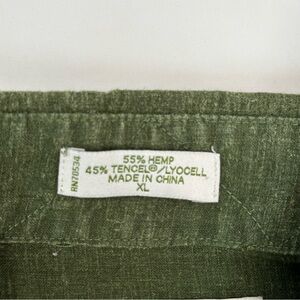 RN70534
55% HEMP
45% TENCEL®/LYOCELL
MADE IN CHINA
XL